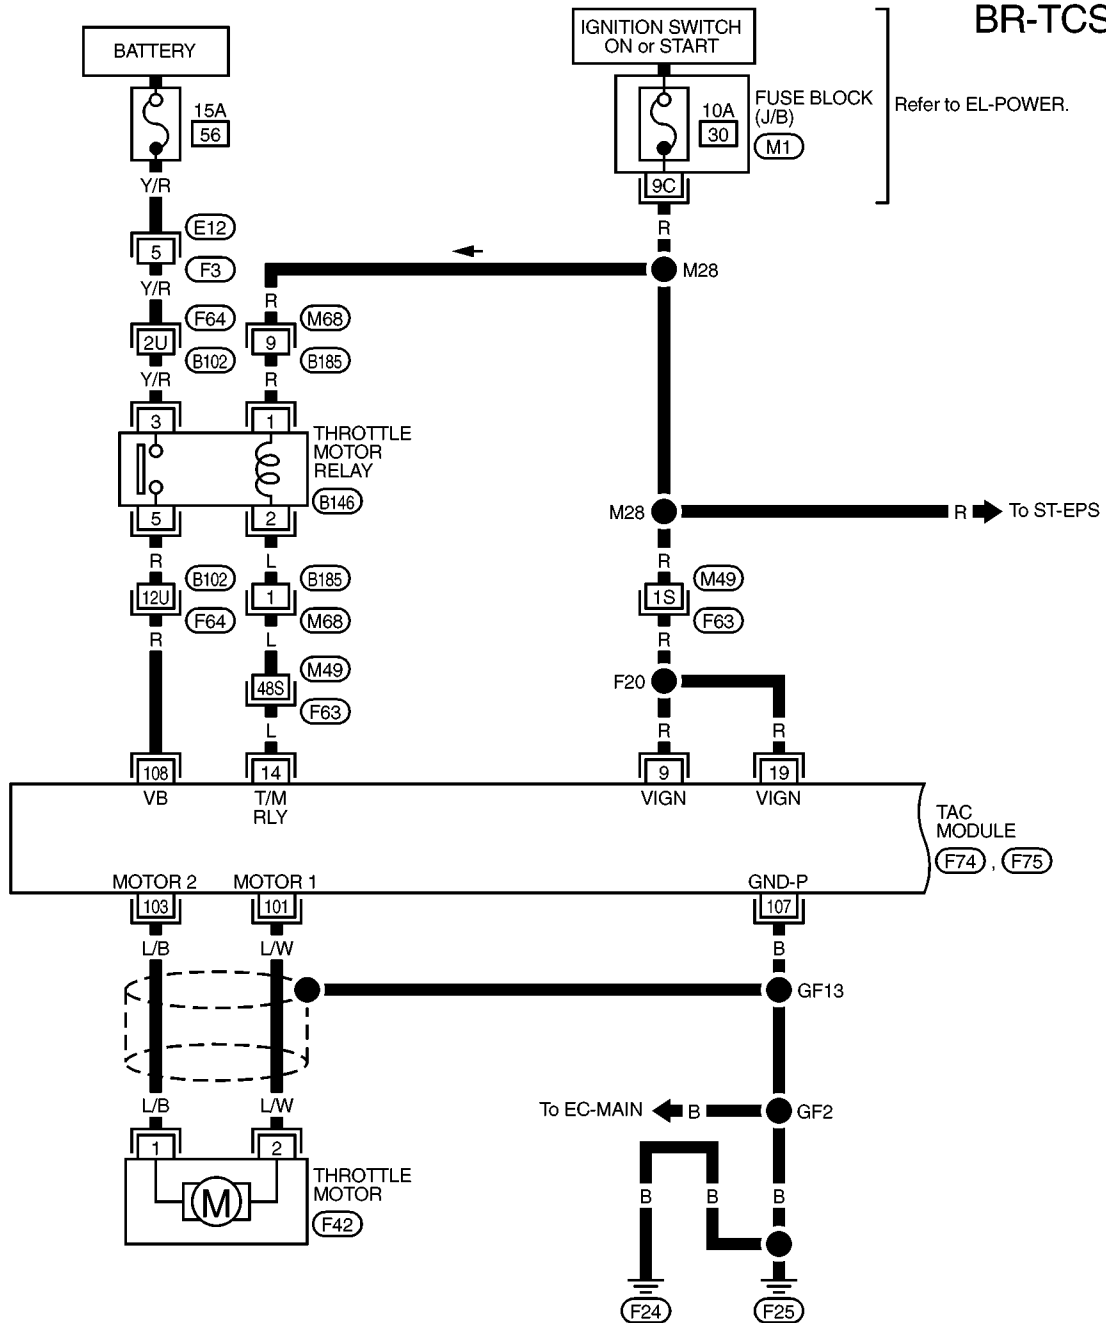 BR-TCS
BATTERY
IGNITION SWITCH
ON or START
15A
56
10A
30
FUSE BLOCK
(J/B)
M1
Refer to EL-POWER.
9C
Y/R
R
E12
5
F3
M28
Y/R
R
F64
M68
2U
9
B102
B185
Y/R
R
3
1
THROTTLE
MOTOR
RELAY
B146
5
2
M28
R
To ST-EPS
R
L
R
B102
B185
M49
12U
1
1S
F64
M68
F63
R
L
R
M49
48S
F20
F63
L
R
R
108
14
9
19
VB
T/M
RLY
VIGN
VIGN
TAC
MODULE
F74 , F75
MOTOR 2
MOTOR 1
GND-P
103
101
107
L/B
L/W
B
GF13
L/B
L/W
To EC-MAIN
B
GF2
1
2
THROTTLE
MOTOR
F42
M
B
B
B
F24
F25